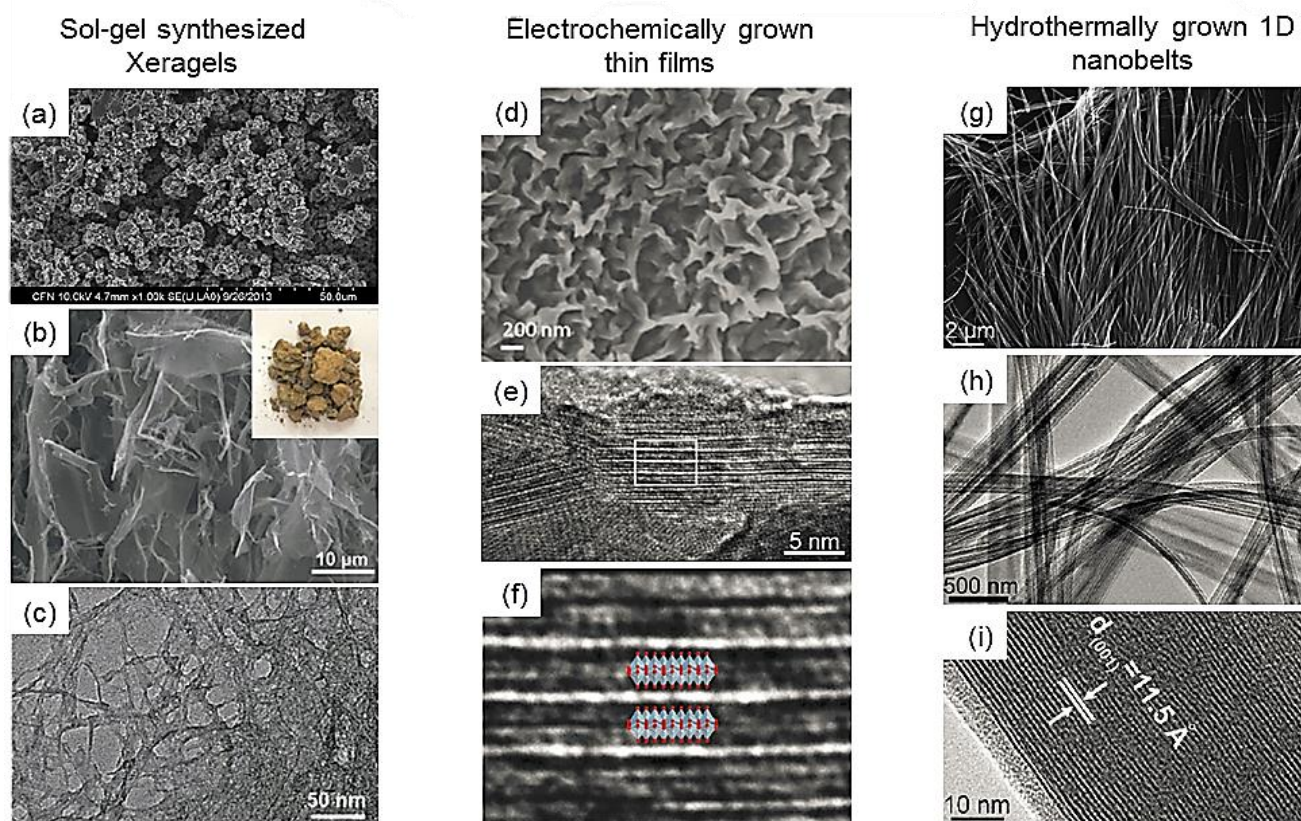 Sol-gel synthesized
Xeragels
(a)
CFN 10.0kV 4.7mm x1.00k SE(U,LA0) 9/26/2013
50.0um
(b)
10 µm
(c)
50 nm
Electrochemically grown
thin films
(d)
200 nm
(e)
5 nm
(f)
Hydrothermally grown 1D
nanobelts
(g)
2 µm
(h)
500 nm
(i)
d(001) =11.5 Å
10 nm